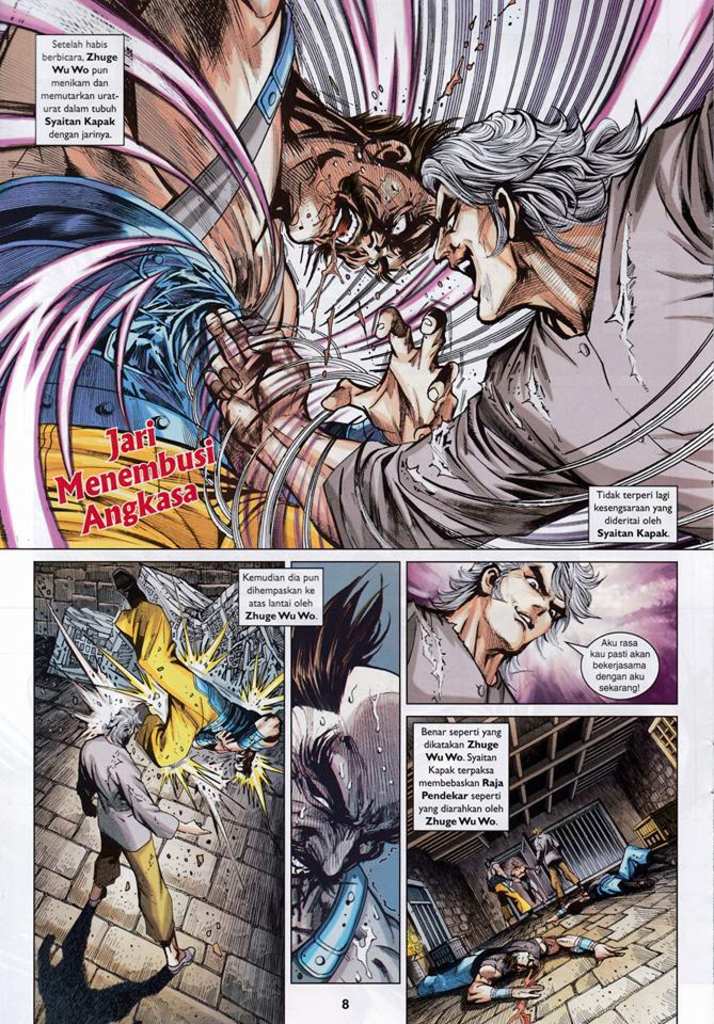 Setelah habis
berbicara, Zhuge
Wu Wo pun
menikam dan
memutarkan urat-
urat dalam tubuh
Syaitan Kapak
dengan jarinya.
Jari
Menembusi
Angkasa
Tidak terperi lagi
kesengsaraan yang
dideritai oleh
Syaitan Kapak.
Kemudian dia pun
dihempaskan ke
atas lantai oleh
Zhuge Wu Wo.
Aku rasa
kau pasti akan
bekerjasama
dengan kami
sekarang!
Benar seperti yang
dikatakan Zhuge
Wu Wo. Syaitan
Kapak terpaksa
membebaskan Raja
Pendekar seperti
yang diarahkan oleh
Zhuge Wu Wo.
8